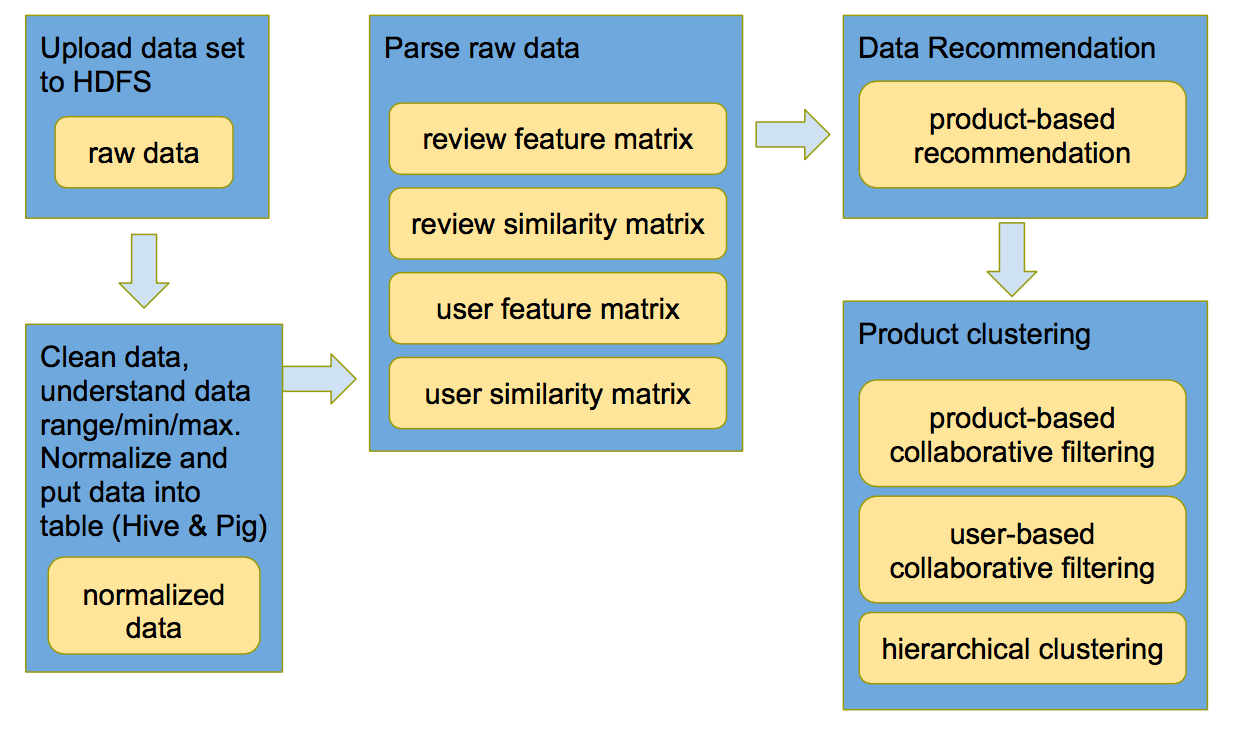 Upload data set
to HDFS
raw data
Clean data,
understand data
range/min/max.
Normalize and
put data into
table (Hive & Pig)
normalized
data
Parse raw data
review feature matrix
review similarity matrix
user feature matrix
user similarity matrix
Data Recommendation
product-based
recommendation
Product clustering
product-based
collaborative filtering
user-based
collaborative filtering
hierarchical clustering